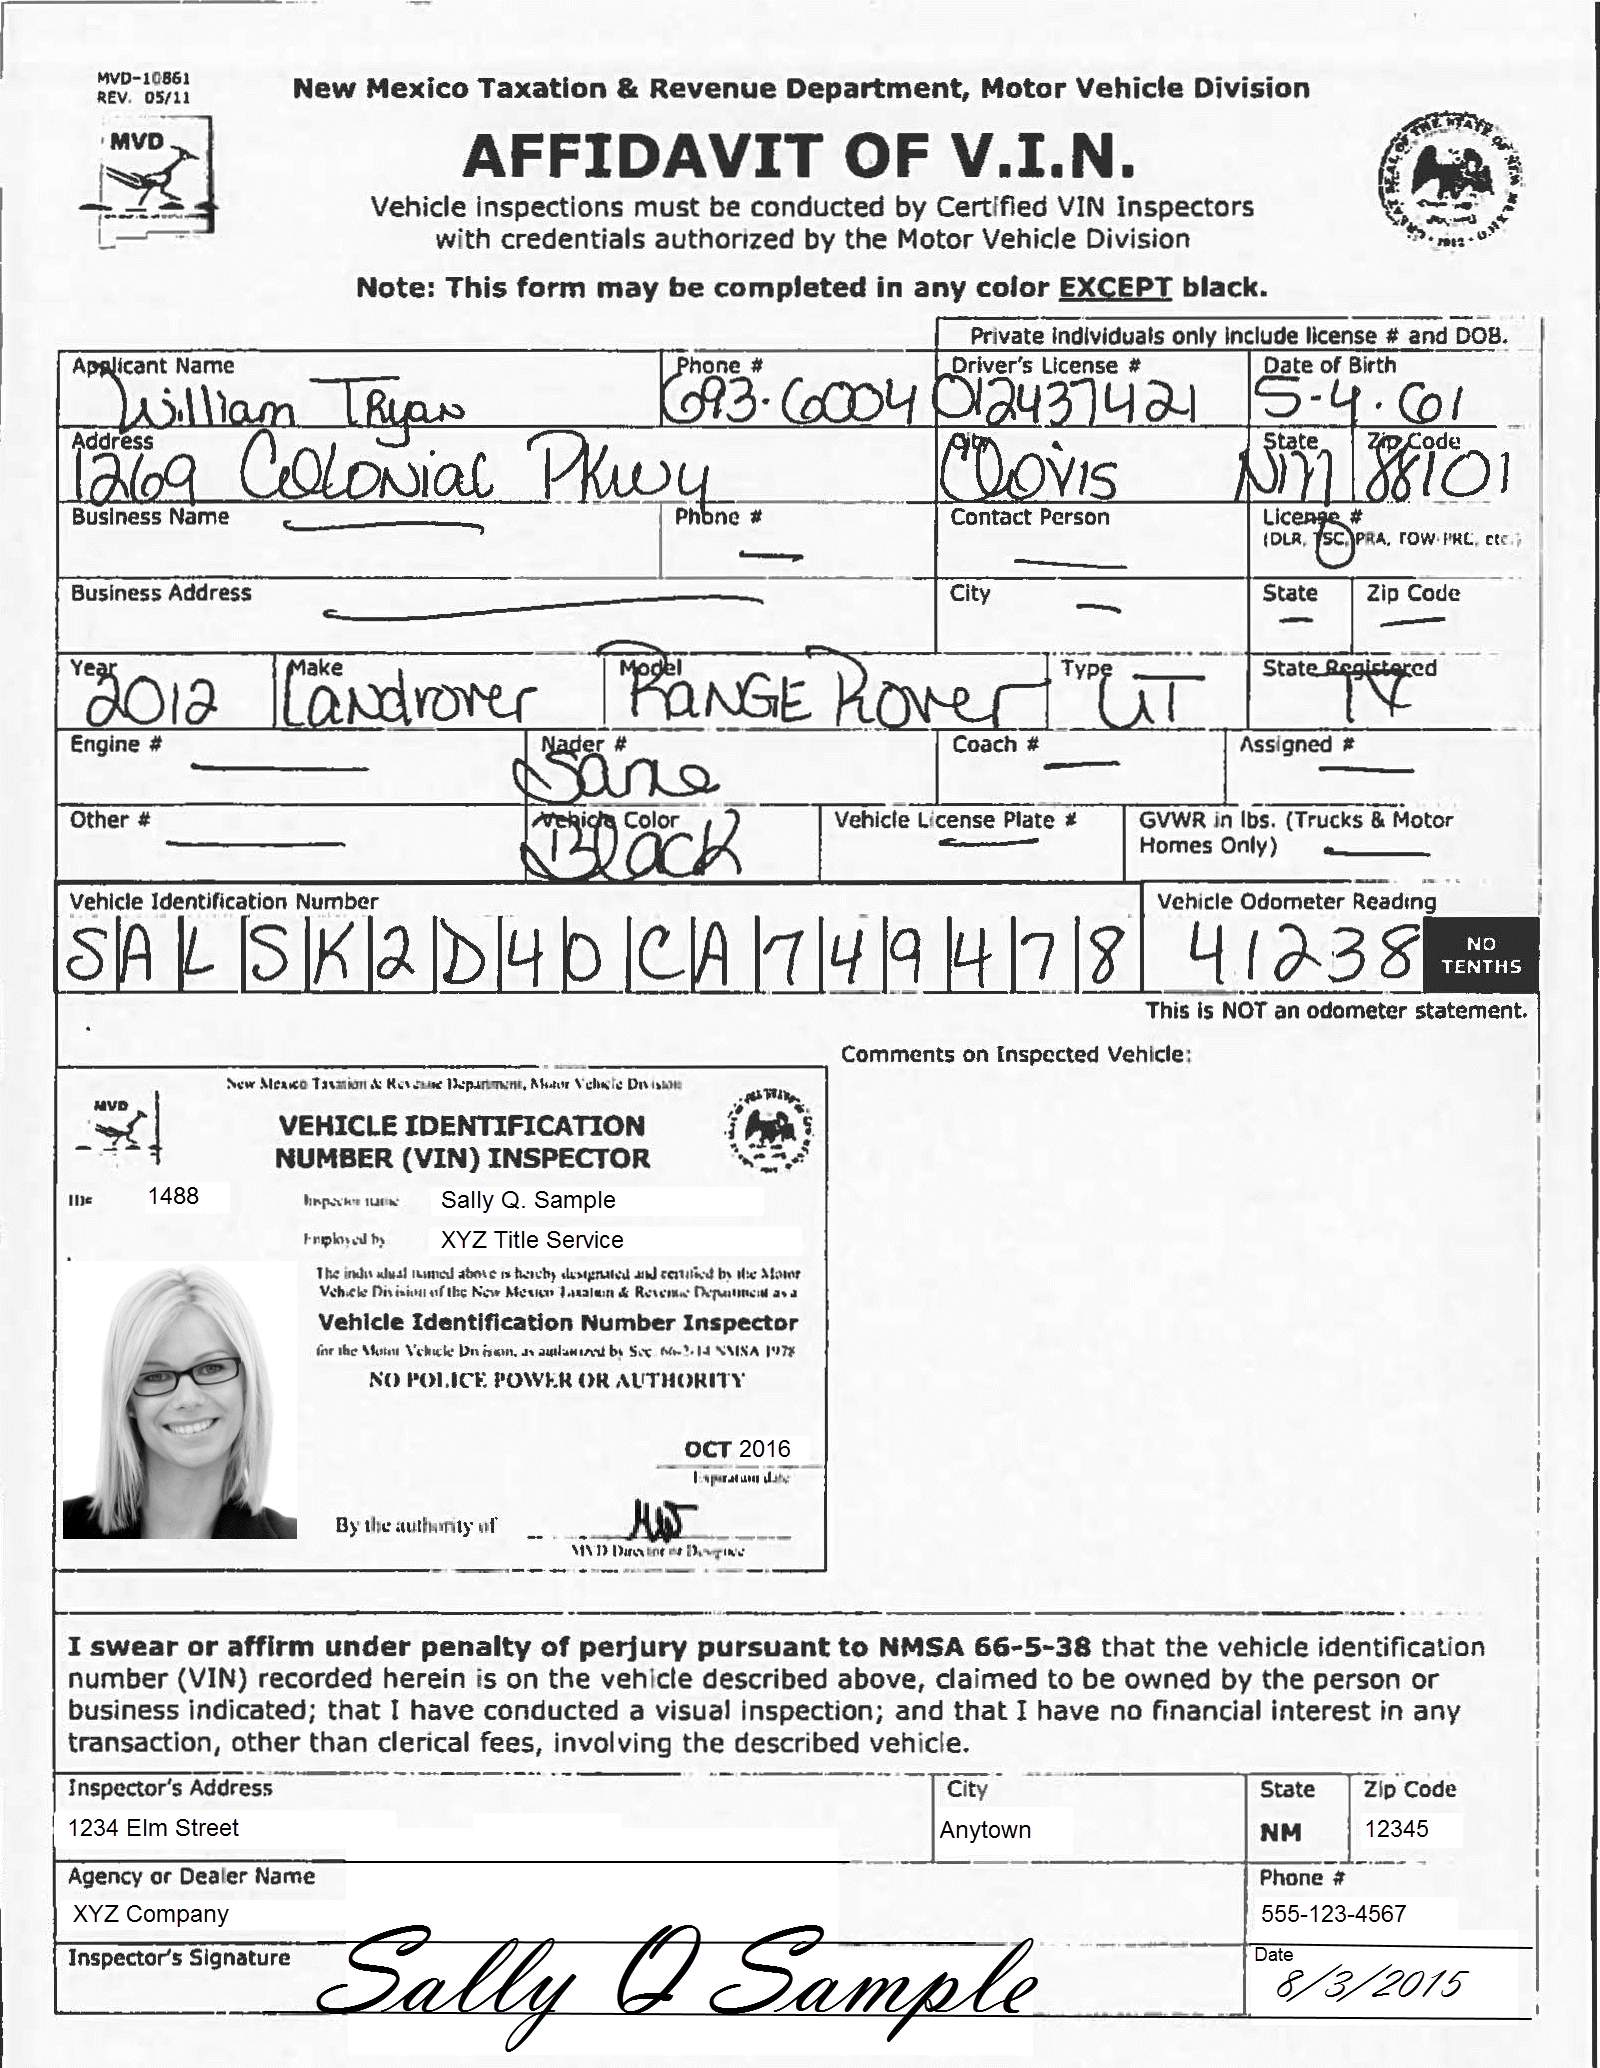 MVD-10861
REV. 05/11
New Mexico Taxation & Revenue Department, Motor Vehicle Division
MVD
AFFIDAVIT OF V.I.N.
GREAT SEAL OF THE STATE OF NEW MEXICO
1912
Vehicle inspections must be conducted by Certified VIN Inspectors
with credentials authorized by the Motor Vehicle Division
Note: This form may be completed in any color EXCEPT black.
Private individuals only include license # and DOB.
Applicant Name Phone # Driver's License # Date of Birth
William Tryan 693-6004 012437421 5-4-61
Address City State Zip Code
1269 Colonial Pkwy Clovis NM 88101
Business Name Phone # Contact Person License #
(DLR, TSC, PRA, TOW-PRC, etc.)
Business Address City State Zip Code
Year Make Model Type State Registered
2012 Landrover Range Rover UT TX
Engine # Nader # Coach # Assigned #
Same
Other # Vehicle Color Vehicle License Plate # GVWR in lbs. (Trucks & Motor
Homes Only)
Black
Vehicle Identification Number Vehicle Odometer Reading
SALSK2D40CA749478 41238 NO
TENTHS
This is NOT an odometer statement.
Comments on Inspected Vehicle:
New Mexico Taxation & Revenue Department, Motor Vehicle Division
MVD
VEHICLE IDENTIFICATION
NUMBER (VIN) INSPECTOR
ID# 1488 Inspector name Sally Q. Sample
Employed by XYZ Title Service
The individual named above is hereby designated and certified by the Motor
Vehicle Division of the New Mexico Taxation & Revenue Department as a
Vehicle Identification Number Inspector
for the Motor Vehicle Division, as authorized by Sec. 66-2-14 NMSA 1978
NO POLICE POWER OR AUTHORITY
OCT 2016
Expiration date
By the authority of
MVD Director or Designee
I swear or affirm under penalty of perjury pursuant to NMSA 66-5-38 that the vehicle identification
number (VIN) recorded herein is on the vehicle described above, claimed to be owned by the person or
business indicated; that I have conducted a visual inspection; and that I have no financial interest in any
transaction, other than clerical fees, involving the described vehicle.
Inspector's Address City State Zip Code
1234 Elm Street Anytown NM 12345
Agency or Dealer Name Phone #
XYZ Company 555-123-4567
Inspector's Signature Date
Sally Q Sample 8/3/2015